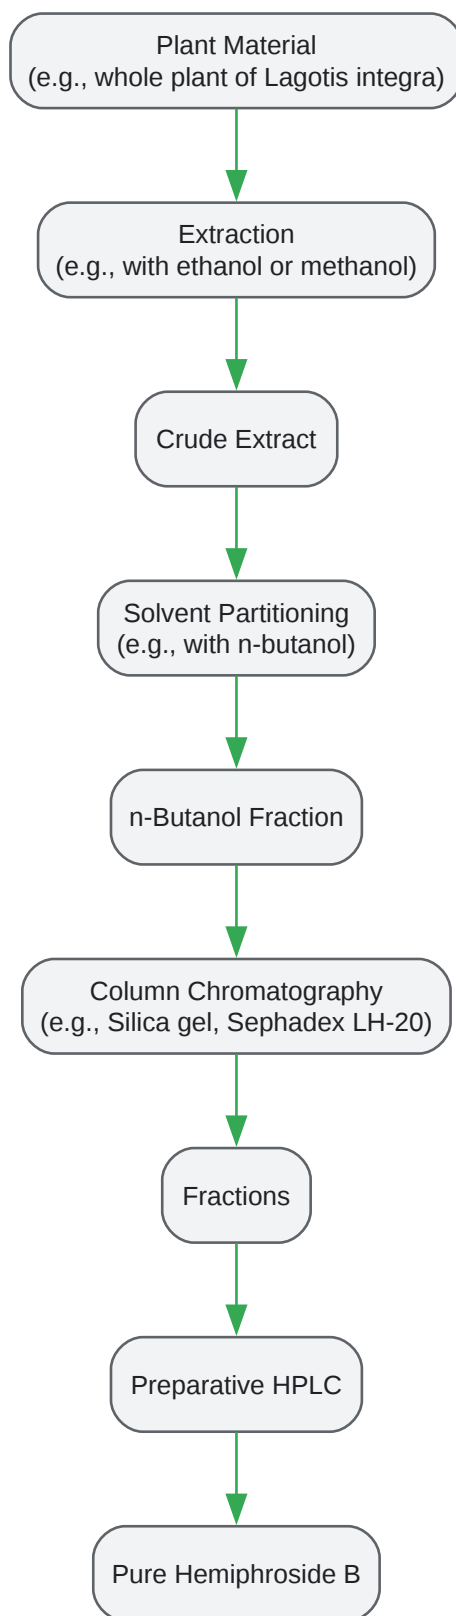 Plant Material
(e.g., whole plant of Lagotis integra)
Extraction
(e.g., with ethanol or methanol)
Crude Extract
Solvent Partitioning
(e.g., with n-butanol)
n-Butanol Fraction
Column Chromatography
(e.g., Silica gel, Sephadex LH-20)
Fractions
Preparative HPLC
Pure Hemiphroside B